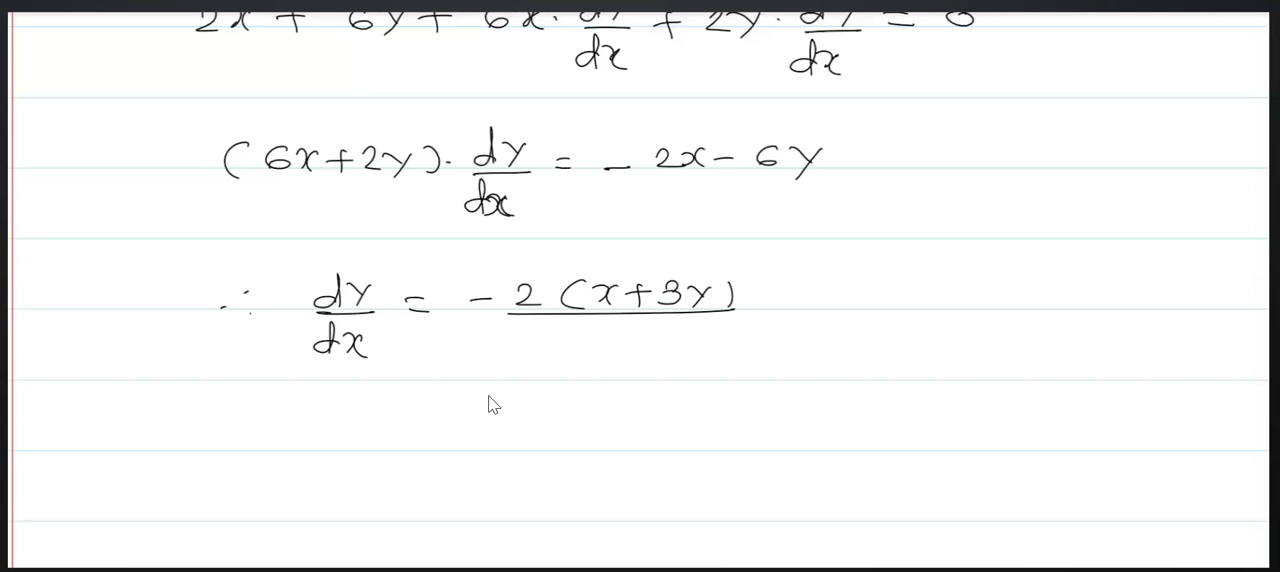 2x + 6y + 6x · dy/dx + 2y · dy/dx = 0
(6x+2y) · dy/dx = - 2x - 6y
∴ dy/dx = - 2 (x+3y)